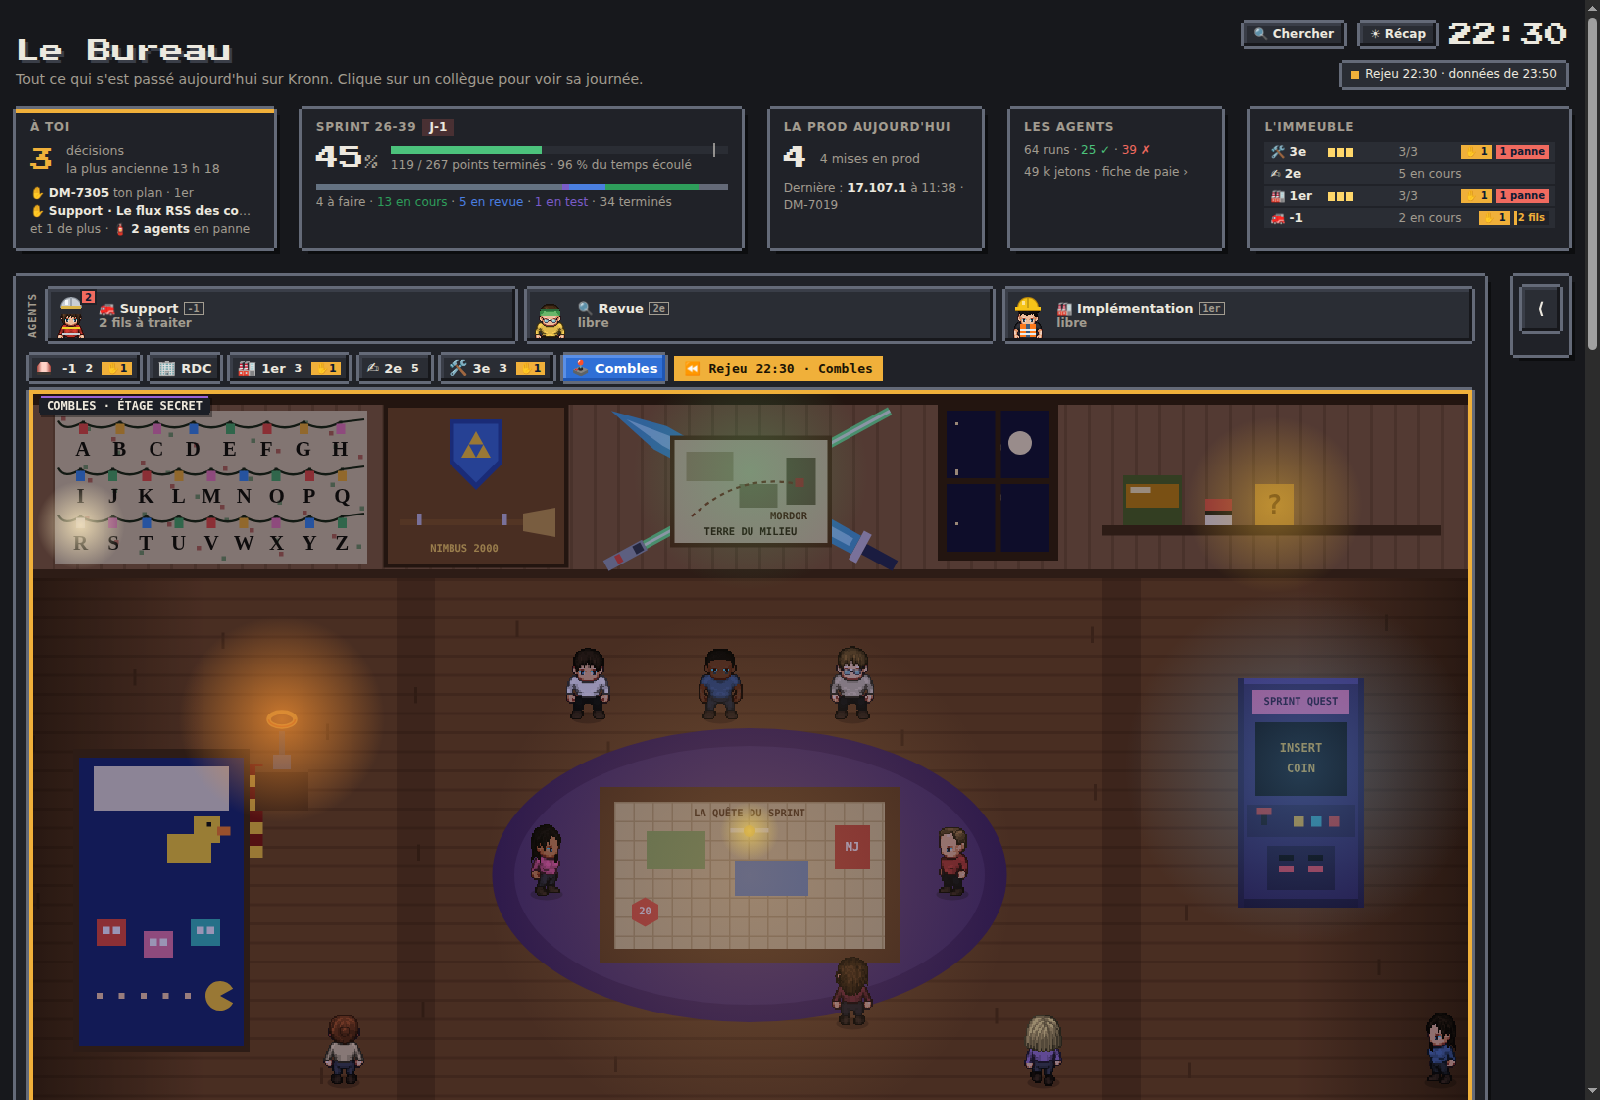 Le Bureau
Tout ce qui s'est passé aujourd'hui sur Kronn. Clique sur un collègue pour voir sa journée.
Chercher
Récap
22:30
Rejeu 22:30 · données de 23:50
À TOI
3
décisions
la plus ancienne 13 h 18
DM-7305 ton plan · 1er
Support · Le flux RSS des co…
et 1 de plus · 2 agents en panne
SPRINT 26-39 J-1
45%
119 / 267 points terminés · 96 % du temps écoulé
4 à faire · 13 en cours · 5 en revue · 1 en test · 34 terminés
LA PROD AUJOURD'HUI
4 4 mises en prod
Dernière : 17.107.1 à 11:38 ·
DM-7019
LES AGENTS
64 runs · 25 ✓ · 39 ✗
49 k jetons · fiche de paie ›
L'IMMEUBLE
3e 3/3 1 1 panne
2e 5 en cours
1er 3/3 1 1 panne
-1 2 en cours 1 2 fils
AGENTS
2
Support -1
2 fils à traiter
Revue 2e
libre
Implémentation 1er
libre
-1 2 1
RDC
1er 3 1
2e 5
3e 3 1
Combles
Rejeu 22:30 · Combles
COMBLES · ÉTAGE SECRET
A B C D E F G H
I J K L M N O P Q
R S T U V W X Y Z
NIMBUS 2000
MORDOR
TERRE DU MILIEU
?
SPRINT QUEST
INSERT
COIN
LA QUÊTE DU SPRINT
NJ
20